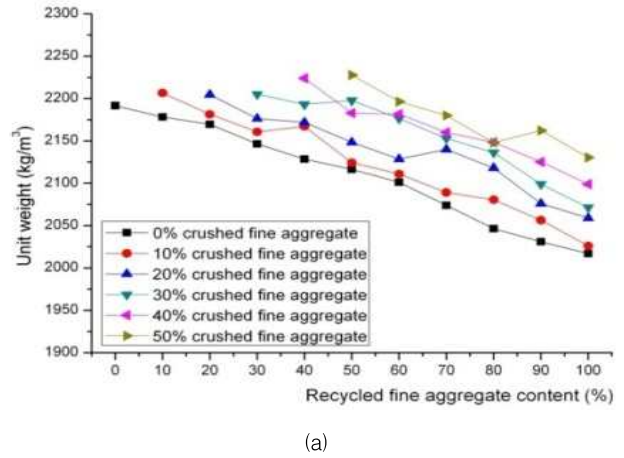 2300
2250
2200
2150
2100
2050
2000
1950
1900
Unit weight (kg/m³)
0% crushed fine aggregate
10% crushed fine aggregate
20% crushed fine aggregate
30% crushed fine aggregate
40% crushed fine aggregate
50% crushed fine aggregate
0 10 20 30 40 50 60 70 80 90 100
Recycled fine aggregate content (%)
(a)